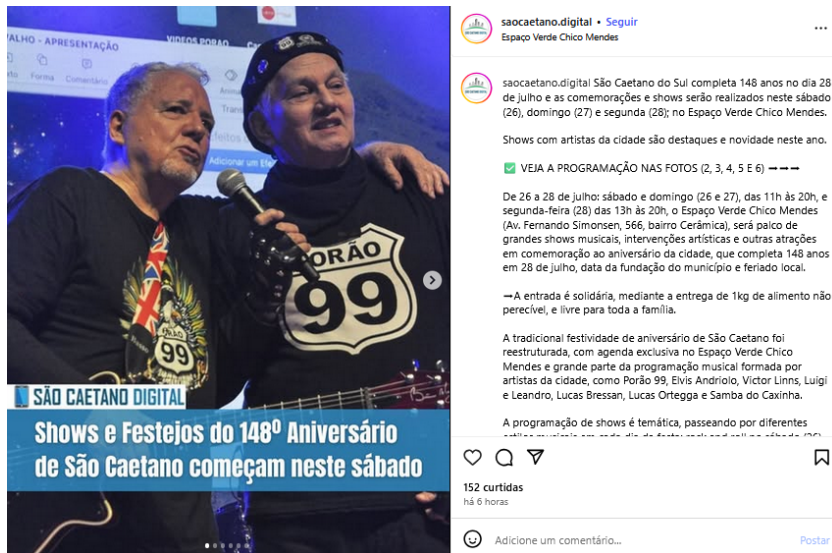 VALHO - APRESENTAÇÃO
VIDEOS PORAO
Forma
Comentário
Adicionar um Efei
PORÃO
99
PORÃO
99
SÃO CAETANO DIGITAL
Shows e Festejos do 148º Aniversário
de São Caetano começam neste sábado
saocaetano.digital • Seguir
Espaço Verde Chico Mendes
saocaetano.digital São Caetano do Sul completa 148 anos no dia 28
de julho e as comemorações e shows serão realizados neste sábado
(26), domingo (27) e segunda (28); no Espaço Verde Chico Mendes.
Shows com artistas da cidade são destaques e novidade neste ano.
✅ VEJA A PROGRAMAÇÃO NAS FOTOS (2, 3, 4, 5 E 6) ➞➞➞
De 26 a 28 de julho: sábado e domingo (26 e 27), das 11h às 20h, e
segunda-feira (28) das 13h às 20h, o Espaço Verde Chico Mendes
(Av. Fernando Simonsen, 566, bairro Cerâmica), será palco de
grandes shows musicais, intervenções artísticas e outras atrações
em comemoração ao aniversário da cidade, que completa 148 anos
em 28 de julho, data da fundação do município e feriado local.
➞A entrada é solidária, mediante a entrega de 1kg de alimento não
perecível, e livre para toda a família.
A tradicional festividade de aniversário de São Caetano foi
reestruturada, com agenda exclusiva no Espaço Verde Chico
Mendes e grande parte da programação musical formada por
artistas da cidade, como Porão 99, Elvis Andriolo, Victor Linns, Luigi
e Leandro, Lucas Bressan, Lucas Ortegga e Samba do Caxinha.
A programação de shows é temática, passeando por diferentes
152 curtidas
há 6 horas
Adicione um comentário...
Postar